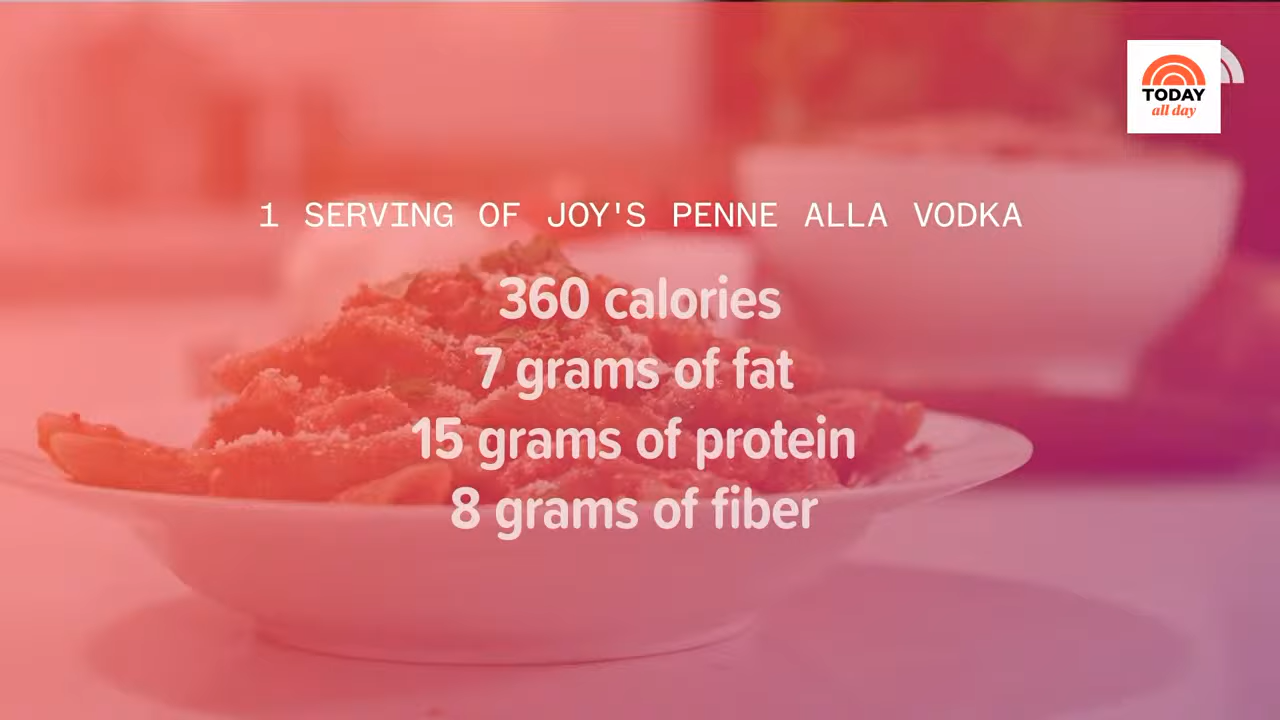 TODAY
all day
1 SERVING OF JOY'S PENNE ALLA VODKA
360 calories
7 grams of fat
15 grams of protein
8 grams of fiber